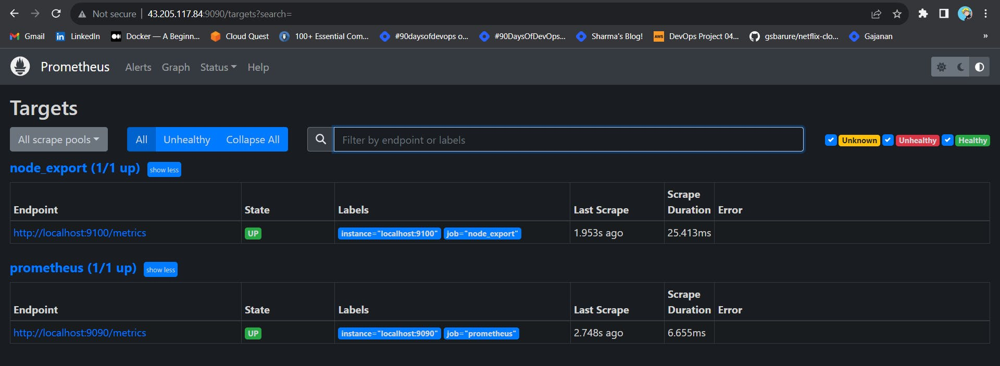 Not secure 43.205.117.84:9090/targets?search=
Gmail LinkedIn Docker — A Beginn... Cloud Quest 100+ Essential Com... #90daysofdevops o... #90DaysOfDevOps... Sharma's Blog! aws DevOps Project 04... gsbarure/netflix-clo... Gajanan »
Prometheus Alerts Graph Status Help
Targets
All scrape pools All Unhealthy Collapse All Filter by endpoint or labels Unknown Unhealthy Healthy
node_export (1/1 up) show less
Endpoint State Labels Last Scrape Scrape Duration Error
http://localhost:9100/metrics UP instance="localhost:9100" job="node_export" 1.953s ago 25.413ms
prometheus (1/1 up) show less
Endpoint State Labels Last Scrape Scrape Duration Error
http://localhost:9090/metrics UP instance="localhost:9090" job="prometheus" 2.748s ago 6.655ms